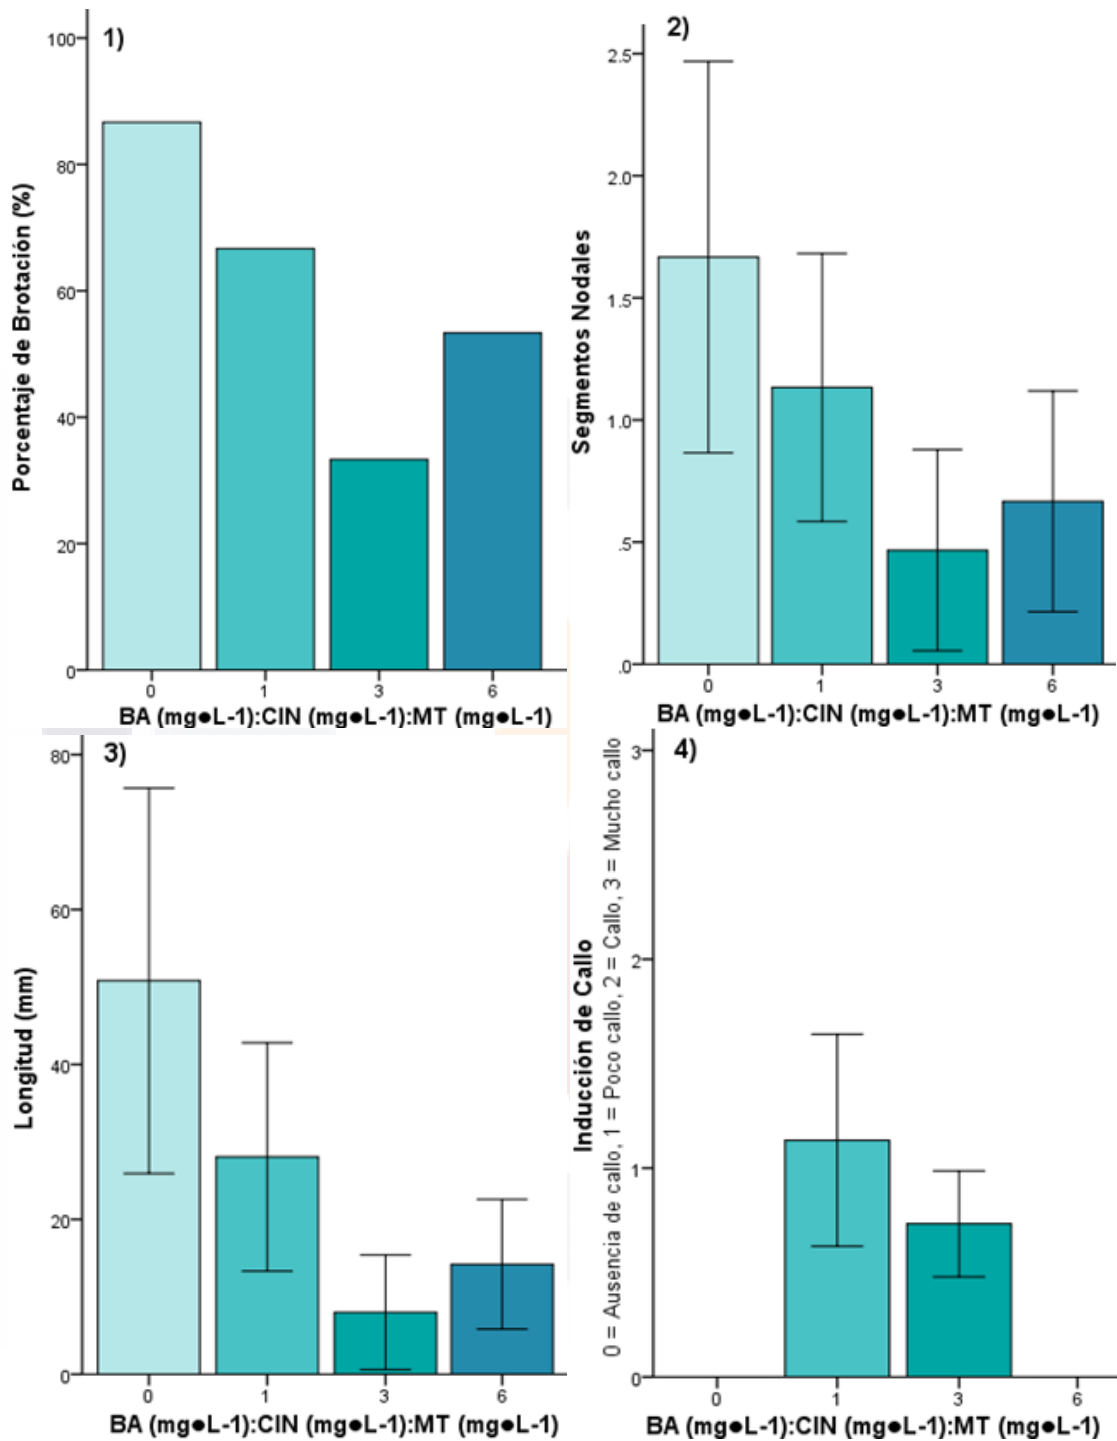 1)
Porcentaje de Brotación (%)
100
80
60
40
20
0
0 1 3 6
BA (mg●L-1):CIN (mg●L-1):MT (mg●L-1)
2)
Segmentos Nodales
2.5
2.0
1.5
1.0
.5
.0
0 1 3 6
BA (mg●L-1):CIN (mg●L-1):MT (mg●L-1)
3)
Longitud (mm)
80
60
40
20
0
0 1 3 6
BA (mg●L-1):CIN (mg●L-1):MT (mg●L-1)
4)
Inducción de Callo
0 = Ausencia de callo, 1 = Poco callo, 2 = Callo, 3 = Mucho callo
3
2
1
0
0 1 3 6
BA (mg●L-1):CIN (mg●L-1):MT (mg●L-1)